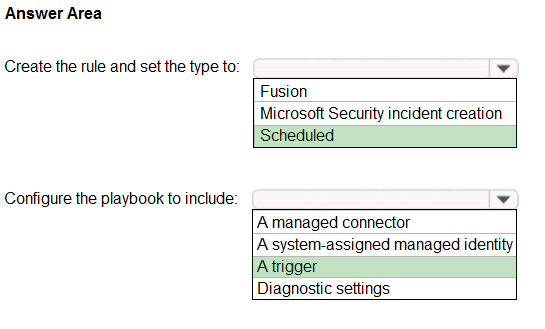 Answer Area
Create the rule and set the type to:
Fusion
Microsoft Security incident creation
Scheduled
Configure the playbook to include:
A managed connector
A system-assigned managed identity
A trigger
Diagnostic settings